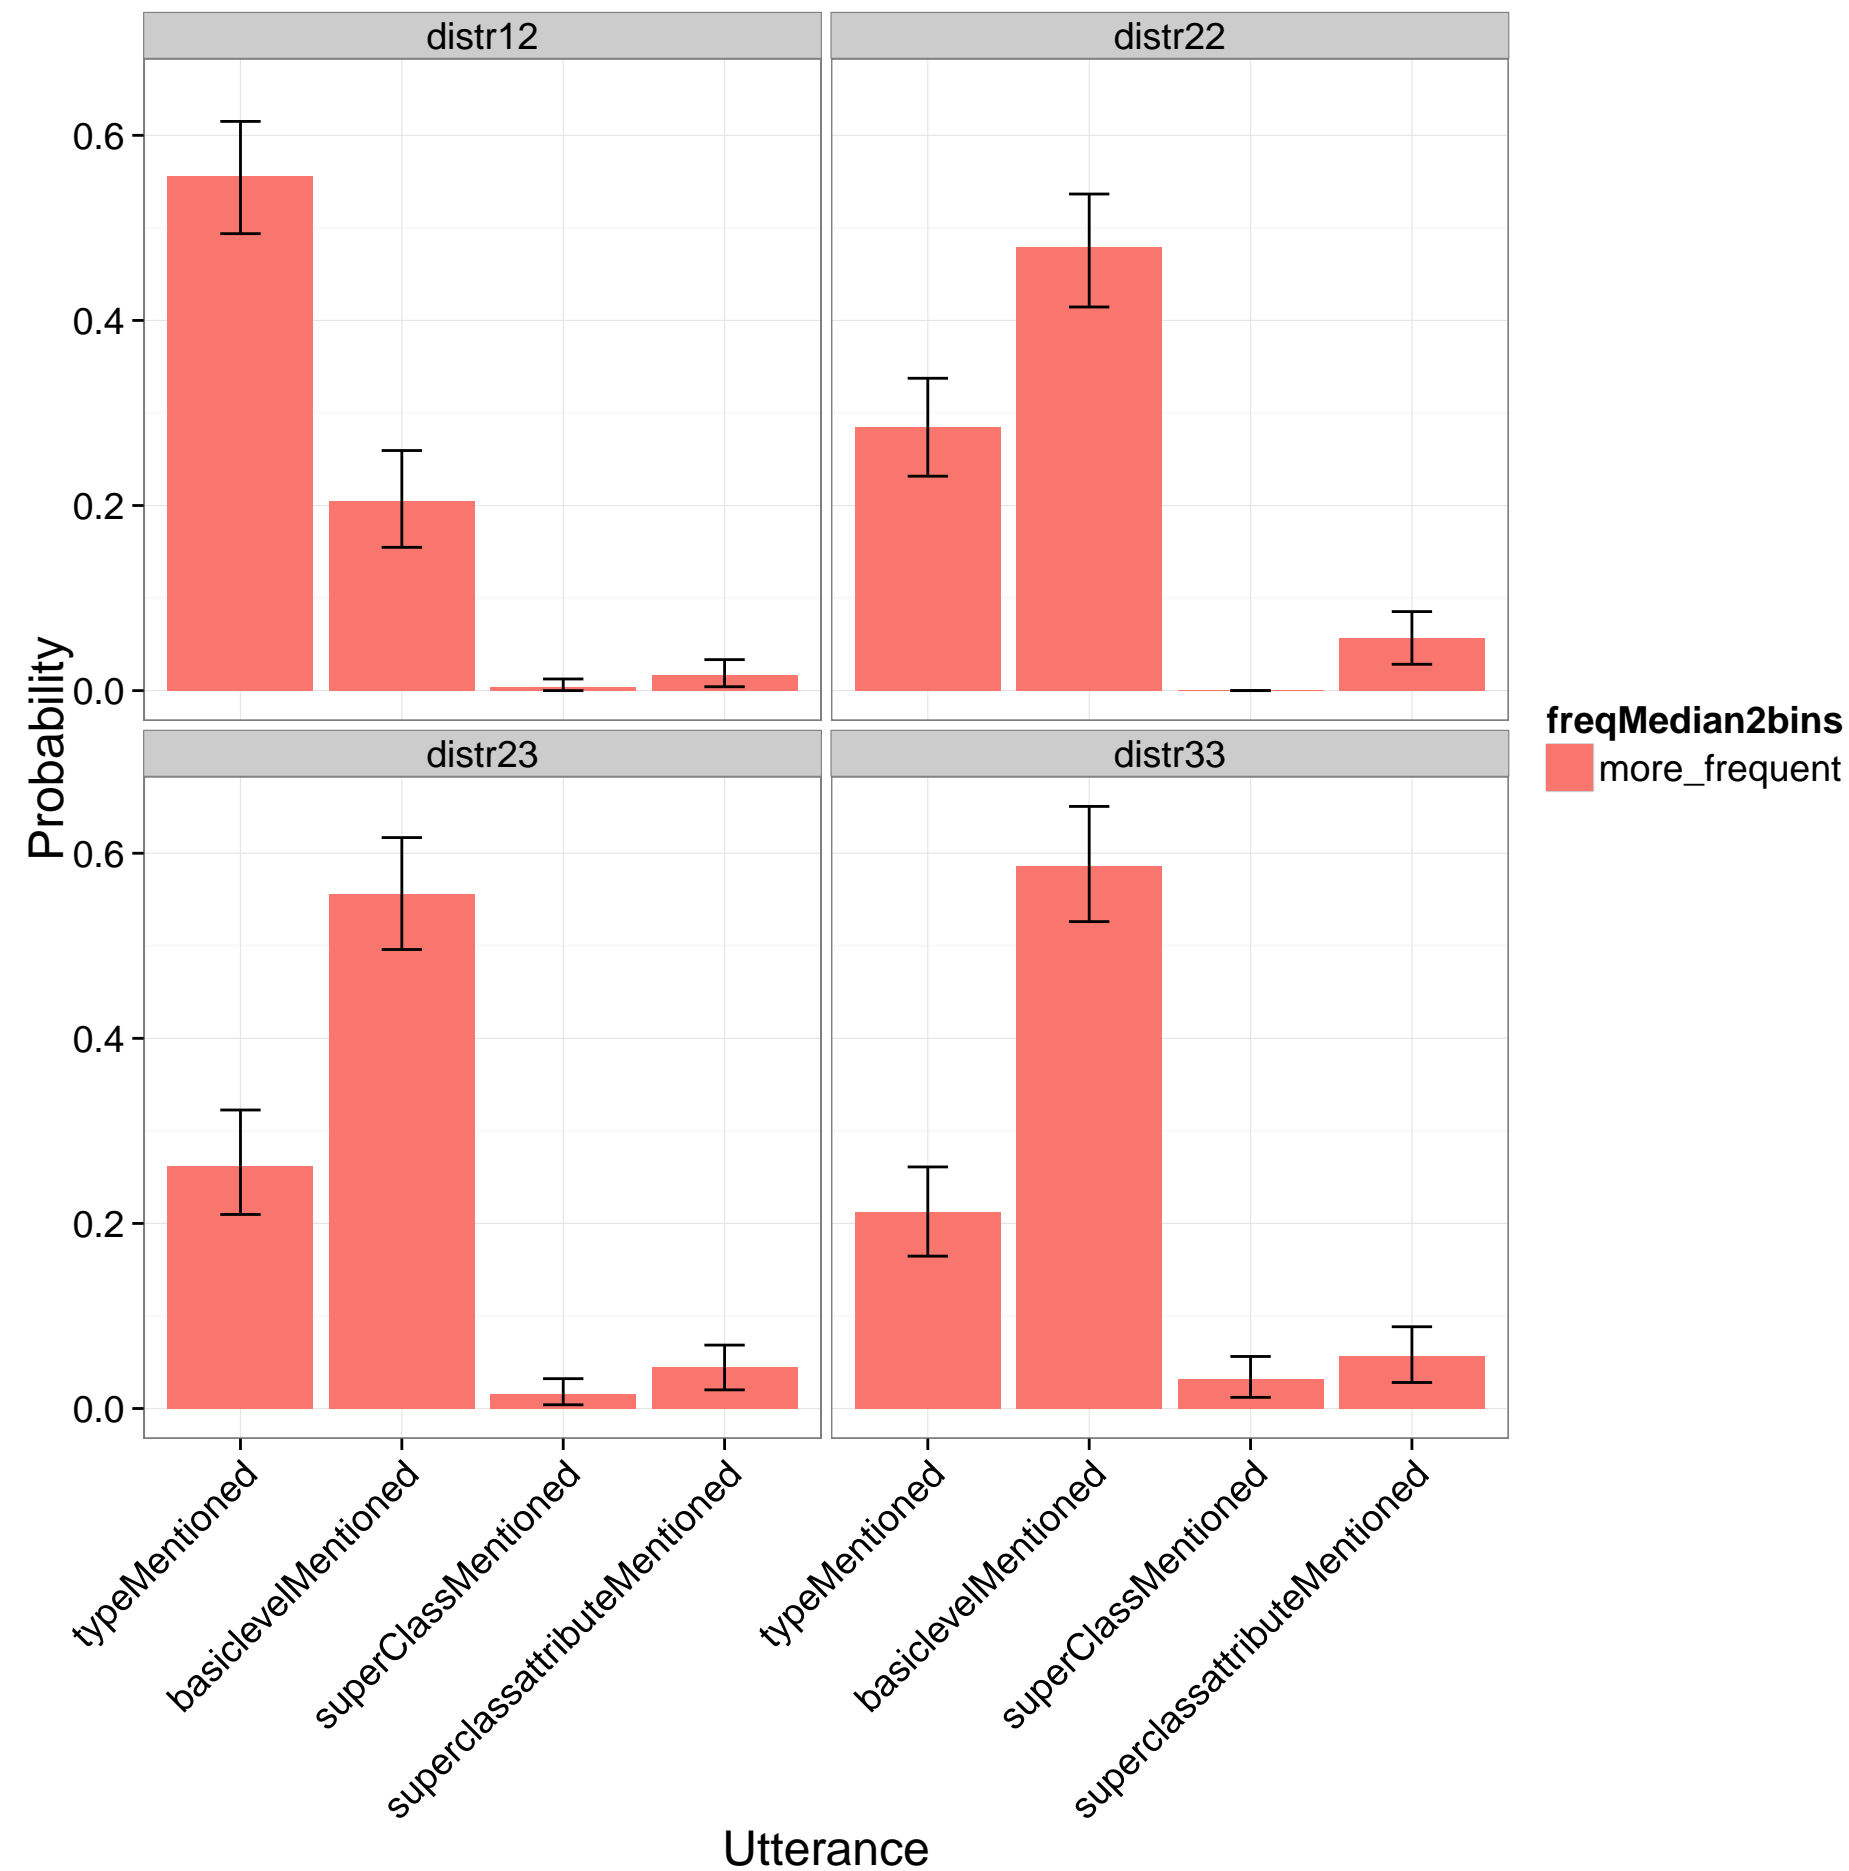 distr12
distr22
0.6
0.4
0.2
0.0
distr23
distr33
0.6
0.4
0.2
0.0
Probability
typeMentioned
basiclevelMentioned
superClassMentioned
superclassattributeMentioned
typeMentioned
basiclevelMentioned
superClassMentioned
superclassattributeMentioned
Utterance
freqMedian2bins
more_frequent